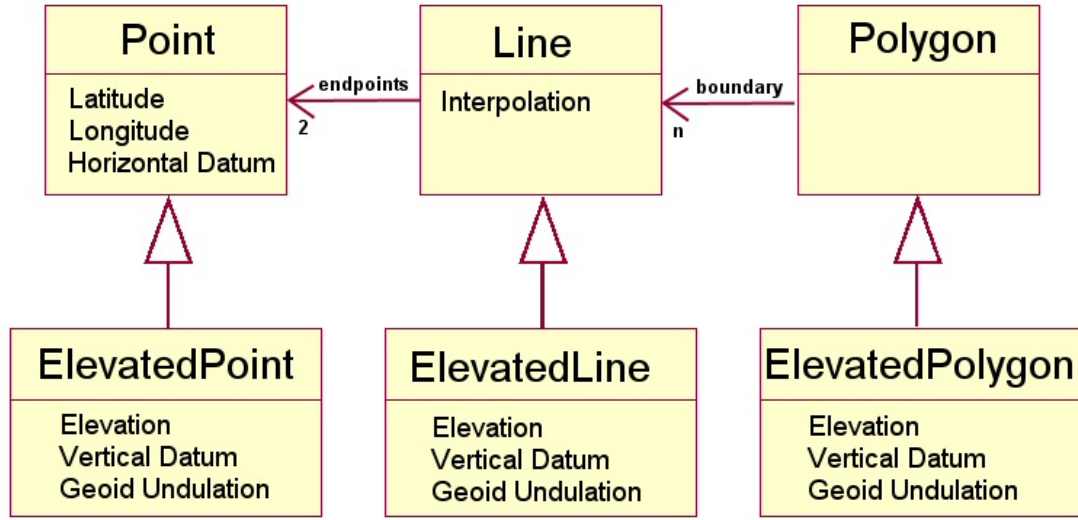 Point
Latitude
Longitude
Horizontal Datum
endpoints
2
Line
Interpolation
boundary
n
Polygon
ElevatedPoint
Elevation
Vertical Datum
Geoid Undulation
ElevatedLine
Elevation
Vertical Datum
Geoid Undulation
ElevatedPolygon
Elevation
Vertical Datum
Geoid Undulation